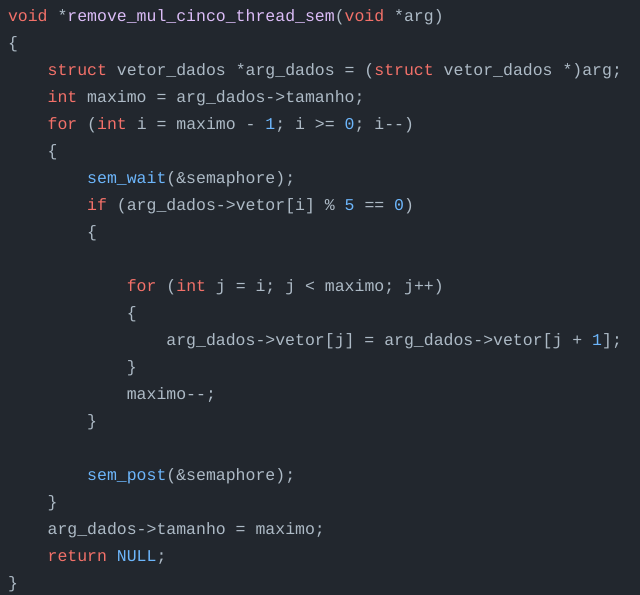 void *remove_mul_cinco_thread_sem(void *arg)
{
    struct vetor_dados *arg_dados = (struct vetor_dados *)arg;
    int maximo = arg_dados->tamanho;
    for (int i = maximo - 1; i >= 0; i--)
    {
        sem_wait(&semaphore);
        if (arg_dados->vetor[i] % 5 == 0)
        {

            for (int j = i; j < maximo; j++)
            {
                arg_dados->vetor[j] = arg_dados->vetor[j + 1];
            }
            maximo--;
        }

        sem_post(&semaphore);
    }
    arg_dados->tamanho = maximo;
    return NULL;
}